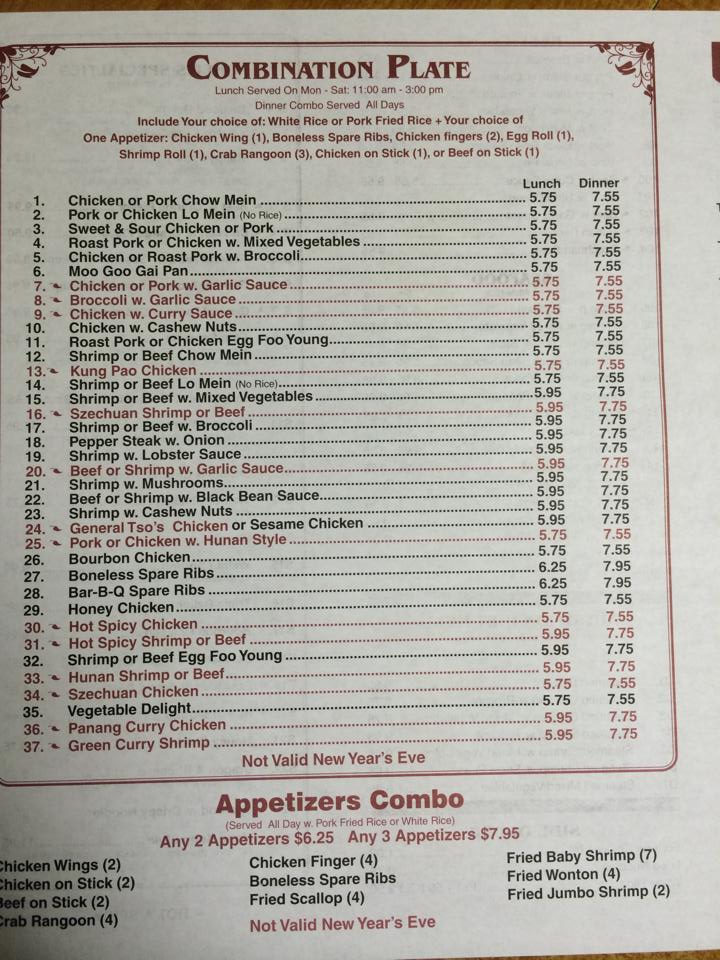 COMBINATION PLATE
Lunch Served On Mon - Sat: 11:00 am - 3:00 pm
Dinner Combo Served All Days
Include Your choice of: White Rice or Pork Fried Rice + Your choice of
One Appetizer: Chicken Wing (1), Boneless Spare Ribs, Chicken fingers (2), Egg Roll (1),
Shrimp Roll (1), Crab Rangoon (3), Chicken on Stick (1), or Beef on Stick (1)
Lunch Dinner
1. Chicken or Pork Chow Mein 5.75 7.55
2. Pork or Chicken Lo Mein (No Rice) 5.75 7.55
3. Sweet & Sour Chicken or Pork 5.75 7.55
4. Roast Pork or Chicken w. Mixed Vegetables 5.75 7.55
5. Chicken or Roast Pork w. Broccoli 5.75 7.55
6. Moo Goo Gai Pan 5.75 7.55
7. Chicken or Pork w. Garlic Sauce 5.75 7.55
8. Broccoli w. Garlic Sauce 5.75 7.55
9. Chicken w. Curry Sauce 5.75 7.55
10. Chicken w. Cashew Nuts 5.75 7.55
11. Roast Pork or Chicken Egg Foo Young 5.75 7.55
12. Shrimp or Beef Chow Mein 5.75 7.55
13. Kung Pao Chicken 5.75 7.55
14. Shrimp or Beef Lo Mein (No Rice) 5.75 7.55
15. Shrimp or Beef w. Mixed Vegetables 5.95 7.75
16. Szechuan Shrimp or Beef 5.95 7.75
17. Shrimp or Beef w. Broccoli 5.95 7.75
18. Pepper Steak w. Onion 5.95 7.75
19. Shrimp w. Lobster Sauce 5.95 7.75
20. Beef or Shrimp w. Garlic Sauce 5.95 7.75
21. Shrimp w. Mushrooms 5.95 7.75
22. Beef or Shrimp w. Black Bean Sauce 5.95 7.75
23. Shrimp w. Cashew Nuts 5.95 7.75
24. General Tso's Chicken or Sesame Chicken 5.95 7.75
25. Pork or Chicken w. Hunan Style 5.75 7.55
26. Bourbon Chicken 5.75 7.55
27. Boneless Spare Ribs 6.25 7.95
28. Bar-B-Q Spare Ribs 6.25 7.95
29. Honey Chicken 5.75 7.55
30. Hot Spicy Chicken 5.75 7.55
31. Hot Spicy Shrimp or Beef 5.95 7.75
32. Shrimp or Beef Egg Foo Young 5.95 7.75
33. Hunan Shrimp or Beef 5.95 7.75
34. Szechuan Chicken 5.75 7.55
35. Vegetable Delight 5.75 7.55
36. Panang Curry Chicken 5.95 7.75
37. Green Curry Shrimp 5.95 7.75
Not Valid New Year's Eve
Appetizers Combo
(Served All Day w. Pork Fried Rice or White Rice)
Any 2 Appetizers $6.25 Any 3 Appetizers $7.95
Chicken Wings (2)
Chicken on Stick (2)
Beef on Stick (2)
Crab Rangoon (4)
Chicken Finger (4)
Boneless Spare Ribs
Fried Scallop (4)
Fried Baby Shrimp (7)
Fried Wonton (4)
Fried Jumbo Shrimp (2)
Not Valid New Year's Eve